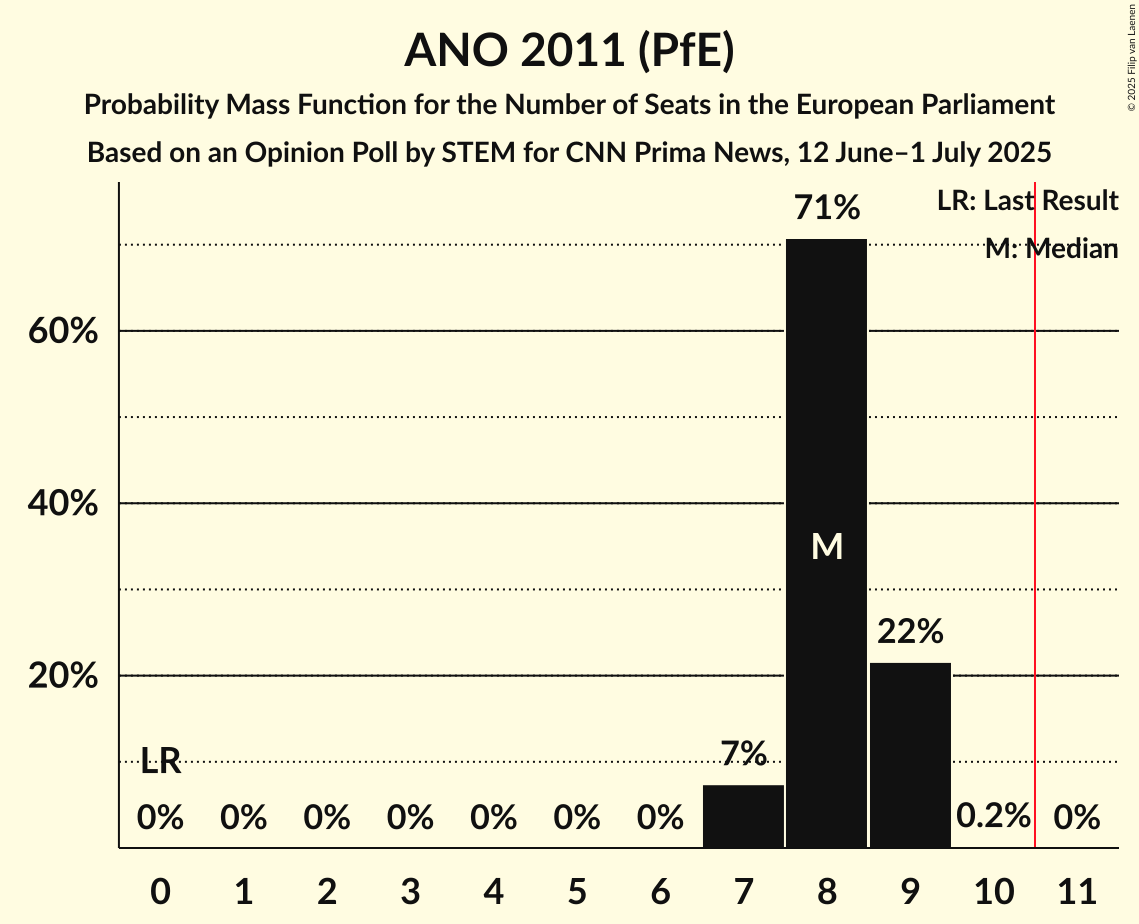 ANO 2011 (PfE)
Probability Mass Function for the Number of Seats in the European Parliament
Based on an Opinion Poll by STEM for CNN Prima News, 12 June–1 July 2025
© 2025 Filip van Laenen
LR: Last Result
M: Median
71%
60%
40%
M
22%
20%
LR
7%
0% 0% 0% 0% 0% 0% 0% 0.2% 0%
0 1 2 3 4 5 6 7 8 9 10 11